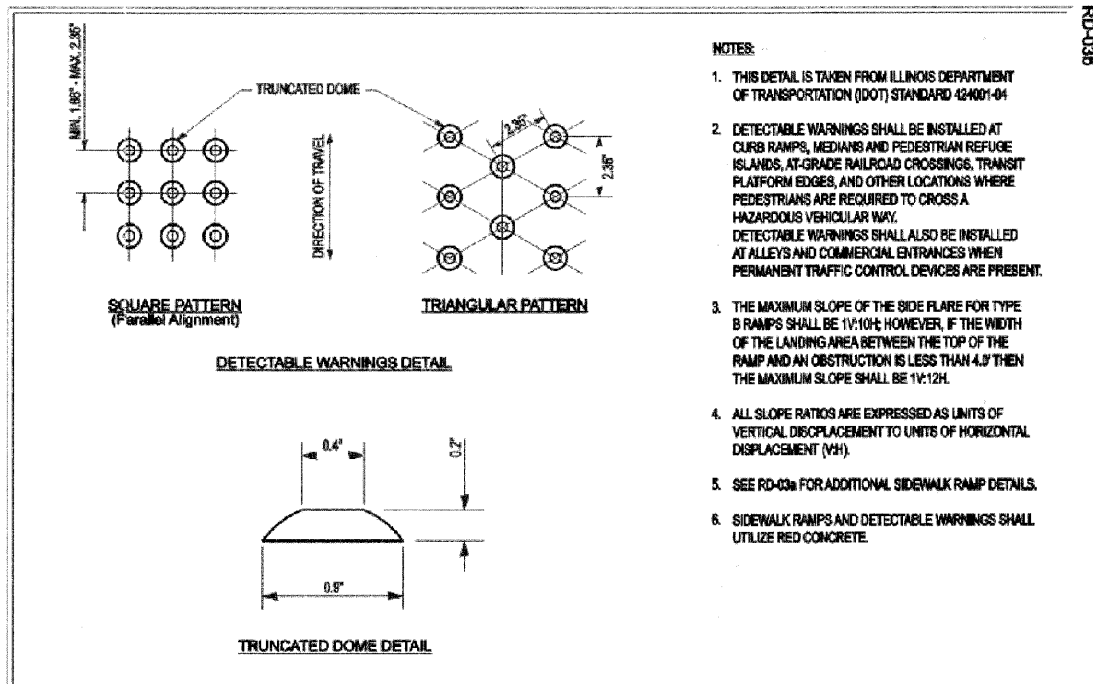 RD-03b
MIN. 1.66" - MAX. 2.35"
TRUNCATED DOME
2.35"
2.35"
DIRECTION OF TRAVEL
SQUARE PATTERN
(Parallel Alignment)
TRIANGULAR PATTERN
DETECTABLE WARNINGS DETAIL
0.4"
0.2"
0.9"
TRUNCATED DOME DETAIL
NOTES:
1. THIS DETAIL IS TAKEN FROM ILLINOIS DEPARTMENT
OF TRANSPORTATION (IDOT) STANDARD 424001-04
2. DETECTABLE WARNINGS SHALL BE INSTALLED AT
CURB RAMPS, MEDIANS AND PEDESTRIAN REFUGE
ISLANDS, AT-GRADE RAILROAD CROSSINGS, TRANSIT
PLATFORM EDGES, AND OTHER LOCATIONS WHERE
PEDESTRIANS ARE REQUIRED TO CROSS A
HAZARDOUS VEHICULAR WAY.
DETECTABLE WARNINGS SHALL ALSO BE INSTALLED
AT ALLEYS AND COMMERCIAL ENTRANCES WHEN
PERMANENT TRAFFIC CONTROL DEVICES ARE PRESENT.
3. THE MAXIMUM SLOPE OF THE SIDE FLARE FOR TYPE
B RAMPS SHALL BE 1V:10H; HOWEVER, IF THE WIDTH
OF THE LANDING AREA BETWEEN THE TOP OF THE
RAMP AND AN OBSTRUCTION IS LESS THAN 4.0' THEN
THE MAXIMUM SLOPE SHALL BE 1V:12H.
4. ALL SLOPE RATIOS ARE EXPRESSED AS UNITS OF
VERTICAL DISCPLACEMENT TO UNITS OF HORIZONTAL
DISPLACEMENT (V:H).
5. SEE RD-03a FOR ADDITIONAL SIDEWALK RAMP DETAILS.
6. SIDEWALK RAMPS AND DETECTABLE WARNINGS SHALL
UTILIZE RED CONCRETE.